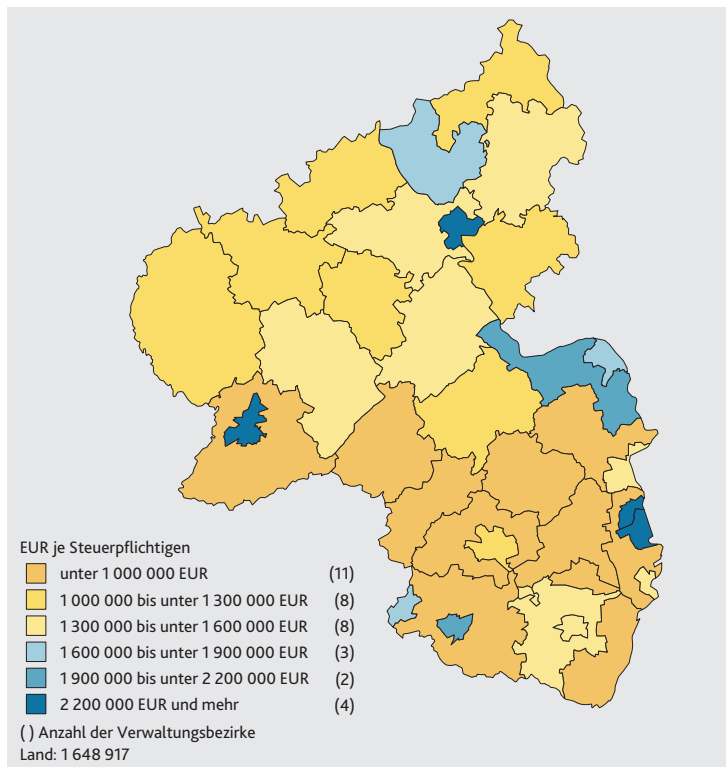 EUR je Steuerpflichtigen
unter 1 000 000 EUR (11)
1 000 000 bis unter 1 300 000 EUR (8)
1 300 000 bis unter 1 600 000 EUR (8)
1 600 000 bis unter 1 900 000 EUR (3)
1 900 000 bis unter 2 200 000 EUR (2)
2 200 000 EUR und mehr (4)
( ) Anzahl der Verwaltungsbezirke
Land: 1 648 917